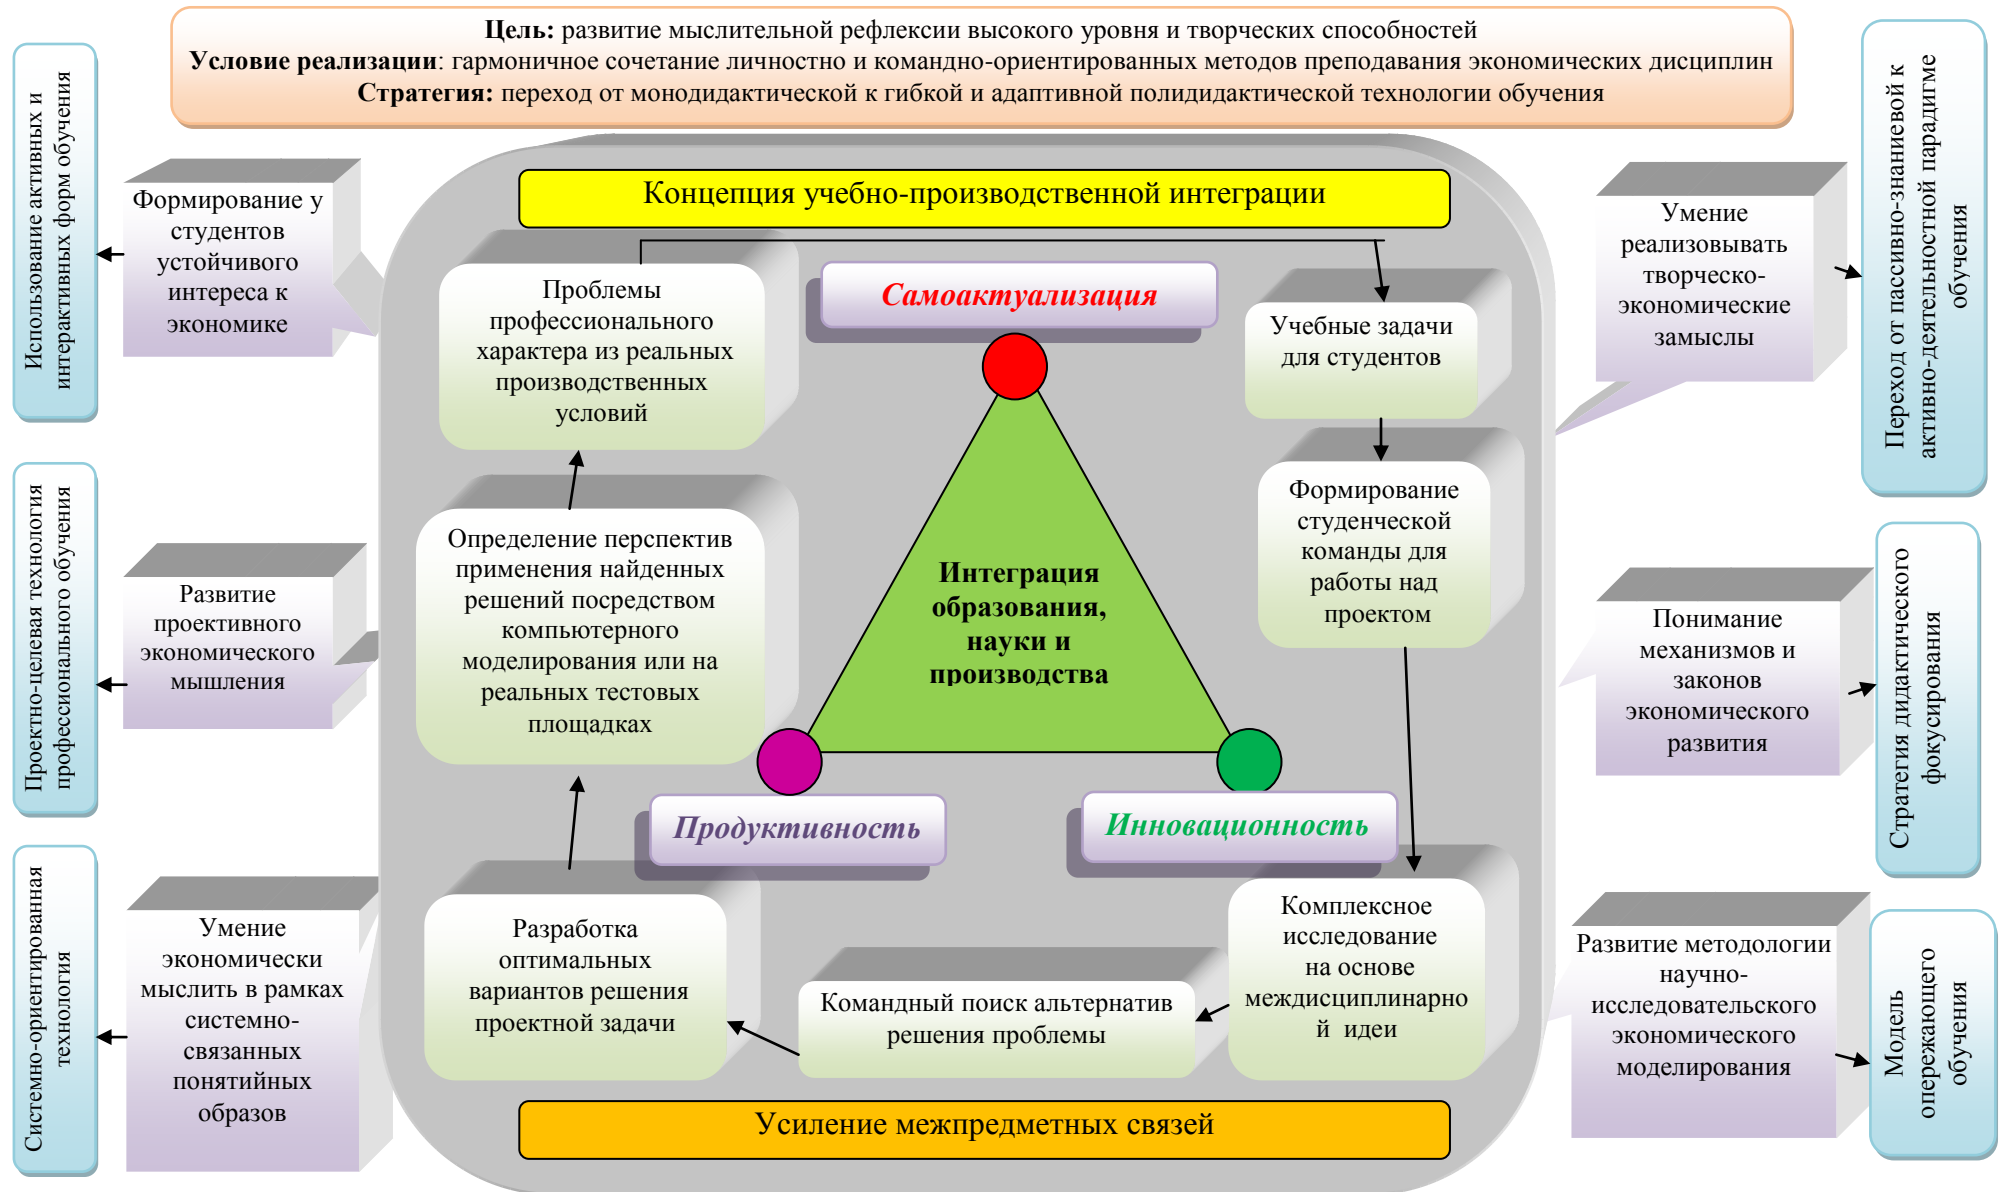 Цель: развитие мыслительной рефлексии высокого уровня и творческих способностей
Условие реализации: гармоничное сочетание личностно и командно-ориентированных методов преподавания экономических дисциплин
Стратегия: переход от монодидактической к гибкой и адаптивной полидидактической технологии обучения
Использование активных и
интерактивных форм обучения
Формирование у
студентов
устойчивого
интереса к
экономике
Проектно-целевая технология
профессионального обучения
Развитие
проективного
экономического
мышления
Системно-ориентированная
технология
Умение
экономически
мыслить в рамках
системно-
связанных
понятийных
образов
Концепция учебно-производственной интеграции
Проблемы
профессионального
характера из реальных
производственных
условий
Самоактуализация
Учебные задачи
для студентов
Определение перспектив
применения найденных
решений посредством
компьютерного
моделирования или на
реальных тестовых
площадках
Интеграция
образования,
науки и
производства
Формирование
студенческой
команды для
работы над
проектом
Продуктивность
Инновационность
Разработка
оптимальных
вариантов решения
проектной задачи
Командный поиск альтернатив
решения проблемы
Комплексное
исследование
на основе
междисциплинарно
й идеи
Усиление межпредметных связей
Умение
реализовывать
творческо-
экономические
замыслы
Переход от пассивно-знаниевой к
активно-деятельностной парадигме
обучения
Понимание
механизмов и
законов
экономического
развития
Стратегия дидактического
фокусирования
Развитие методологии
научно-
исследовательского
экономического
моделирования
Модель
опережающего
обучения